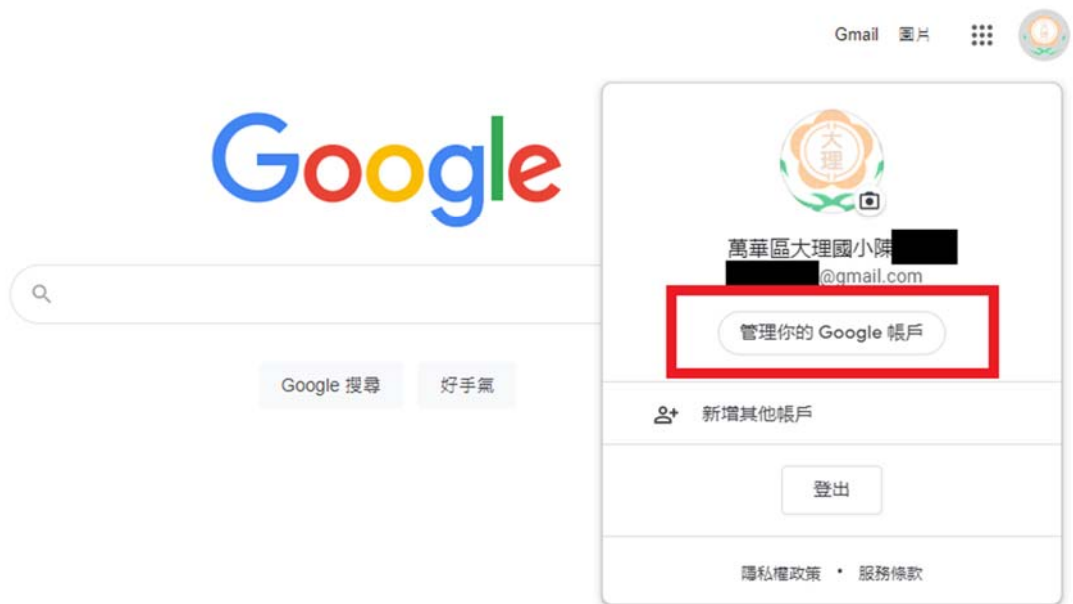 Gmail 圖片
Google
大
理
萬華區大理國小陳
@gmail.com
管理你的 Google 帳戶
Google 搜尋 好手氣
新增其他帳戶
登出
隱私權政策 • 服務條款